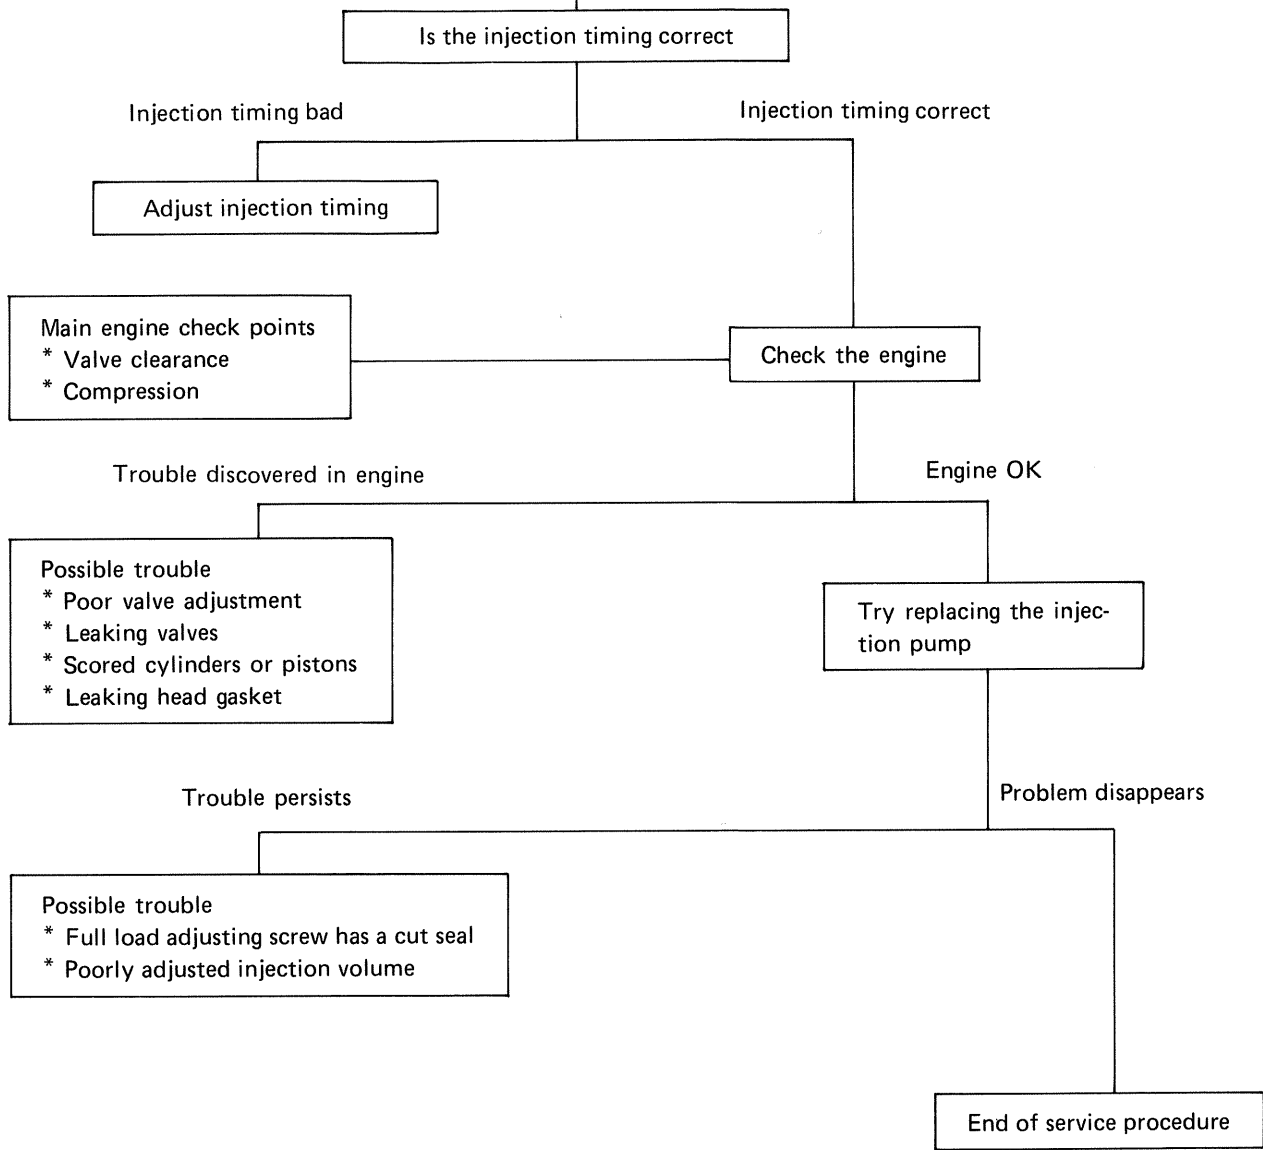 Is the injection timing correct
Injection timing bad
Injection timing correct
Adjust injection timing
Main engine check points
* Valve clearance
* Compression
Check the engine
Trouble discovered in engine
Engine OK
Possible trouble
* Poor valve adjustment
* Leaking valves
* Scored cylinders or pistons
* Leaking head gasket
Try replacing the injec-
tion pump
Trouble persists
Problem disappears
Possible trouble
* Full load adjusting screw has a cut seal
* Poorly adjusted injection volume
End of service procedure